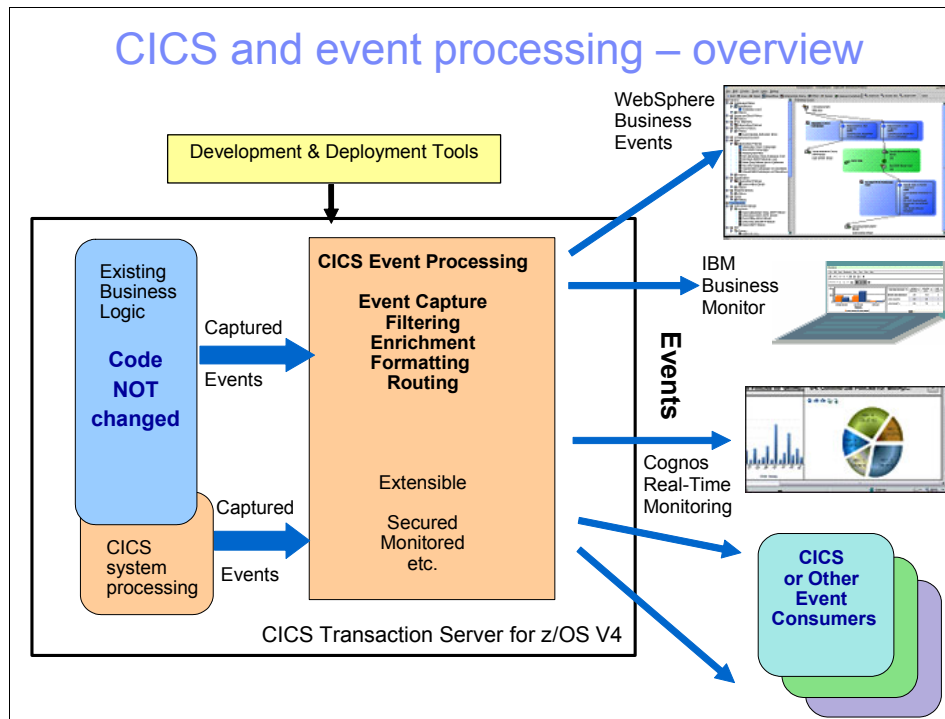 CICS and event processing – overview
WebSphere
Business
Events
Development & Deployment Tools
Existing
Business
Logic
Code
NOT
changed
Captured
Events
CICS Event Processing
Event Capture
Filtering
Enrichment
Formatting
Routing
Extensible
Secured
Monitored
etc.
IBM
Business
Monitor
Events
Cognos
Real-Time
Monitoring
Captured
Events
CICS
system
processing
CICS
or Other
Event
Consumers
CICS Transaction Server for z/OS V4